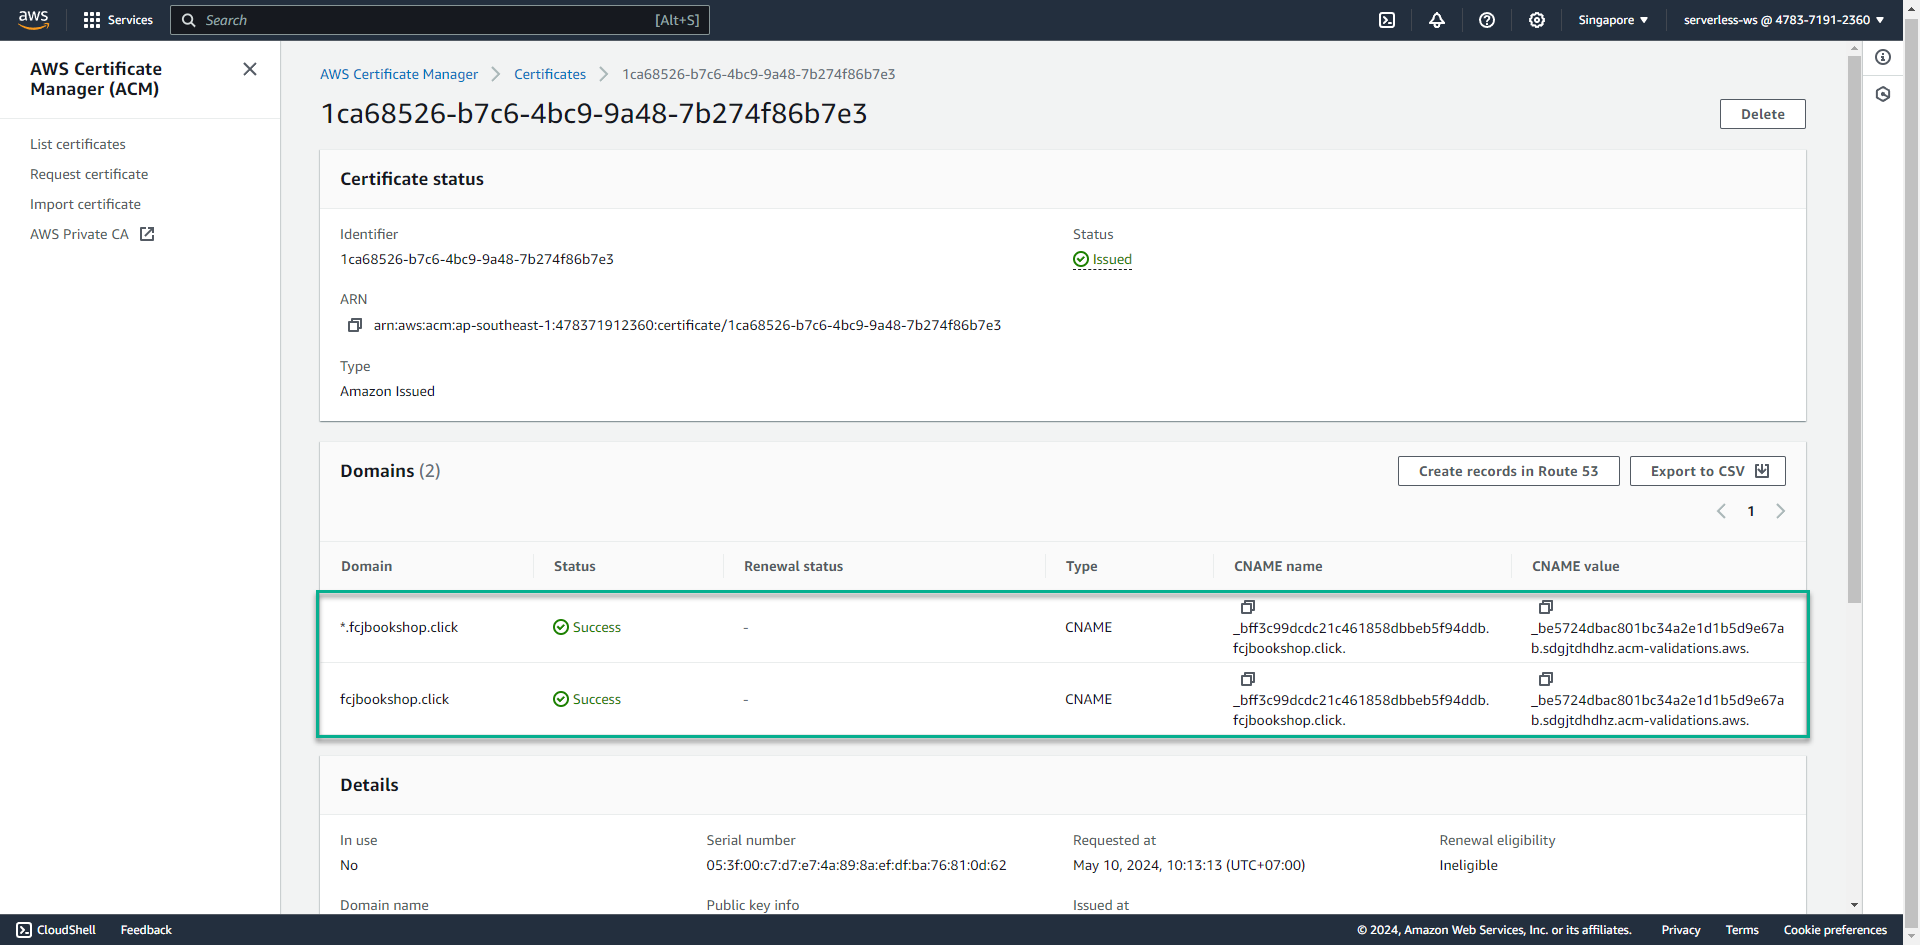 aws
Services
Search
[Alt+S]
Singapore
serverless-ws @ 4783-7191-2360
AWS Certificate
Manager (ACM)
List certificates
Request certificate
Import certificate
AWS Private CA
AWS Certificate Manager
Certificates
1ca68526-b7c6-4bc9-9a48-7b274f86b7e3
1ca68526-b7c6-4bc9-9a48-7b274f86b7e3
Delete
Certificate status
Identifier
1ca68526-b7c6-4bc9-9a48-7b274f86b7e3
Status
Issued
ARN
arn:aws:acm:ap-southeast-1:478371912360:certificate/1ca68526-b7c6-4bc9-9a48-7b274f86b7e3
Type
Amazon Issued
Domains (2)
Create records in Route 53
Export to CSV
1
Domain
Status
Renewal status
Type
CNAME name
CNAME value
*.fcjbookshop.click
Success
-
CNAME
_bff3c99dcdc21c461858dbbeb5f94ddb.
fcjbookshop.click.
_be5724dbac801bc34a2e1d1b5d9e67a
b.sdgjtdhdhz.acm-validations.aws.
fcjbookshop.click
Success
-
CNAME
_bff3c99dcdc21c461858dbbeb5f94ddb.
fcjbookshop.click.
_be5724dbac801bc34a2e1d1b5d9e67a
b.sdgjtdhdhz.acm-validations.aws.
Details
In use
No
Serial number
05:3f:00:c7:d7:e7:4a:89:8a:ef:df:ba:76:81:0d:62
Requested at
May 10, 2024, 10:13:13 (UTC+07:00)
Renewal eligibility
Ineligible
Domain name
Public key info
Issued at
CloudShell
Feedback
© 2024, Amazon Web Services, Inc. or its affiliates.
Privacy
Terms
Cookie preferences